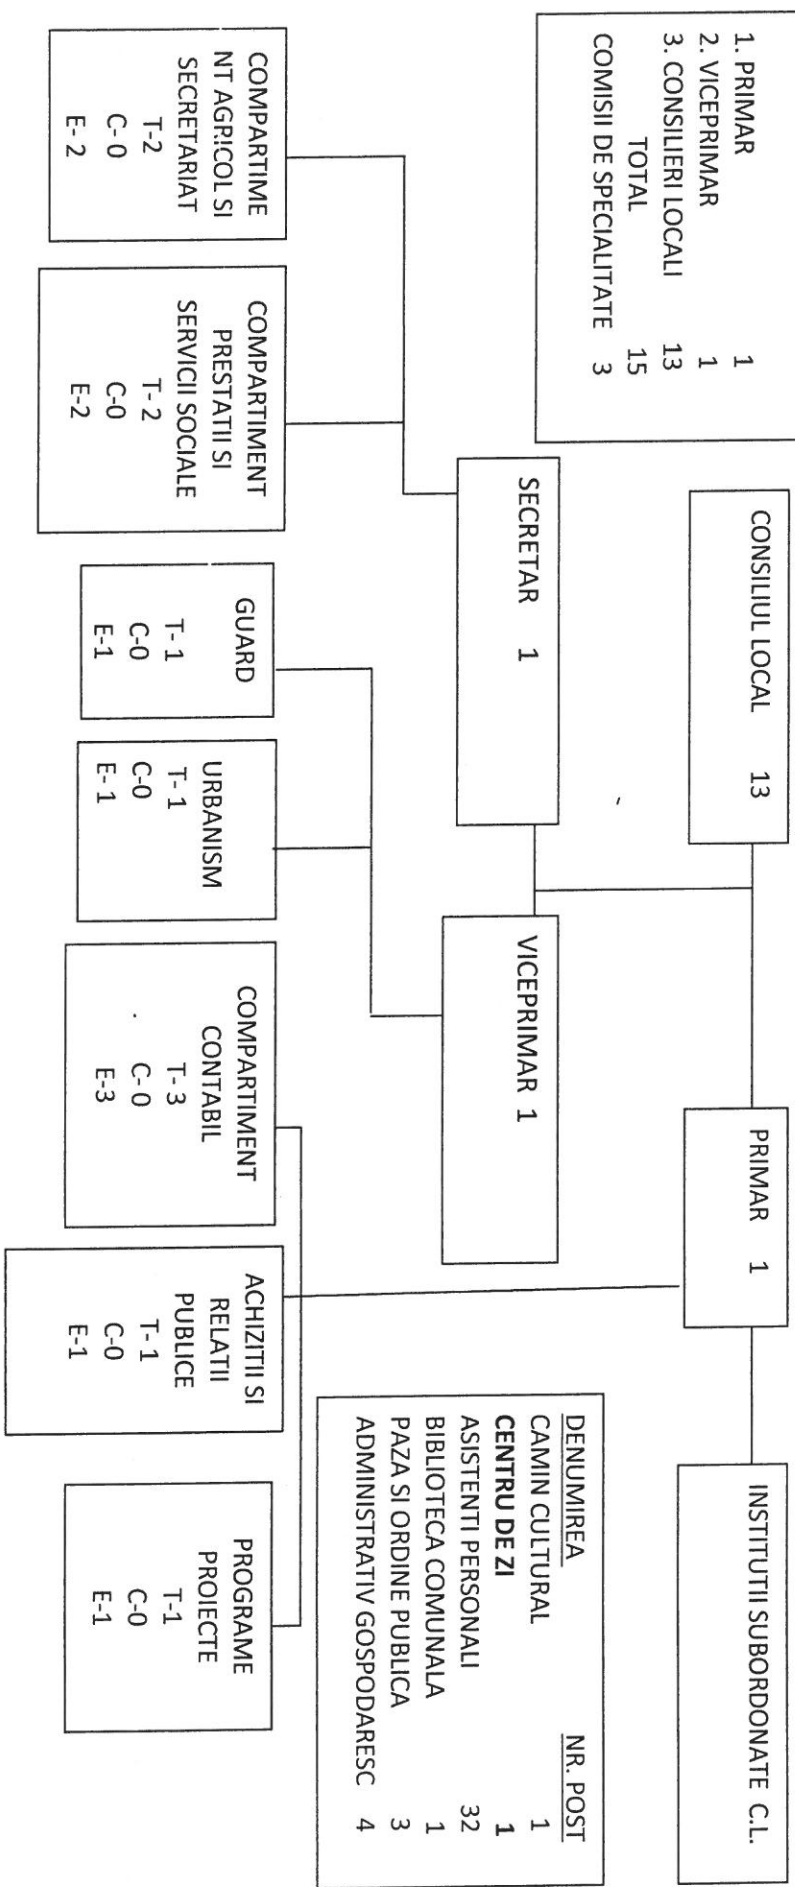 1. PRIMAR 1
2. VICEPRIMAR 1
3. CONSILIERI LOCALI 13
TOTAL 15
COMISII DE SPECIALITATE 3
CONSILIUL LOCAL 13
PRIMAR 1
INSTITUTII SUBORDONATE C.L.
SECRETAR 1
VICEPRIMAR 1
DENUMIREA NR. POST
CAMIN CULTURAL 1
CENTRU DE ZI 1
ASISTENTI PERSONALI 32
BIBLIOTECA COMUNALA 1
PAZA SI ORDINE PUBLICA 3
ADMINISTRATIV GOSPODARESC 4
COMPARTIME
NT AGRICOL SI
SECRETARIAT
T-2
C- 0
E- 2
COMPARTIMENT
PRESTATII SI
SERVICII SOCIALE
T- 2
C-0
E-2
GUARD
T- 1
C-0
E-1
URBANISM
T- 1
C-0
E- 1
COMPARTIMENT
CONTABIL
T- 3
C- 0
E-3
ACHIZITII SI
RELATII
PUBLICE
T- 1
C-0
E-1
PROGRAME
PROIECTE
T-1
C-0
E-1